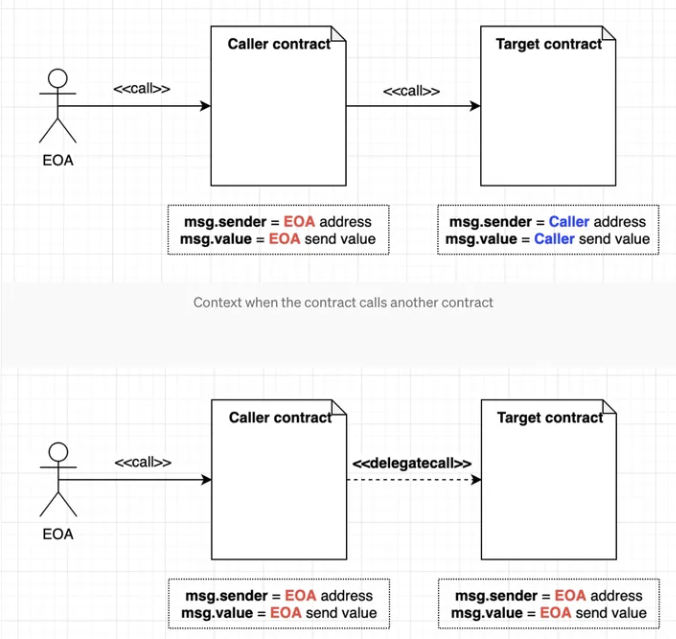 Caller contract
Target contract
<<call>>
<<call>>
EOA
msg.sender = EOA address
msg.value = EOA send value
msg.sender = Caller address
msg.value = Caller send value
Context when the contract calls another contract
Caller contract
Target contract
<<call>>
<<delegatecall>>
EOA
msg.sender = EOA address
msg.value = EOA send value
msg.sender = EOA address
msg.value = EOA send value